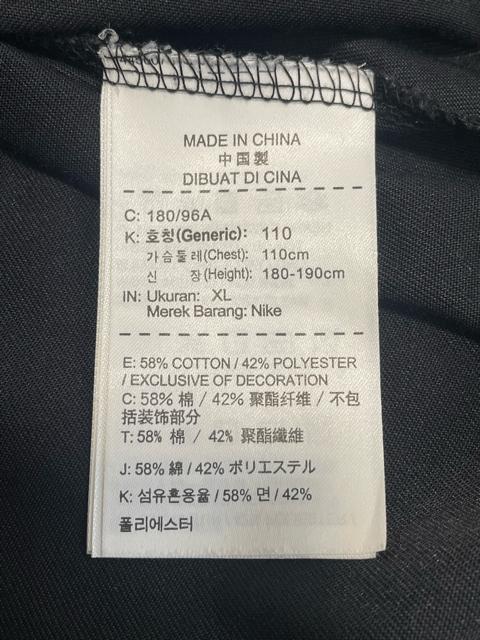 MADE IN CHINA
中国製
DIBUAT DI CINA
C: 180/96A
K: 호칭(Generic): 110
가슴둘레(Chest): 110cm
신 장(Height): 180-190cm
IN: Ukuran: XL
Merek Barang: Nike
E: 58% COTTON / 42% POLYESTER
/ EXCLUSIVE OF DECORATION
C: 58% 棉 / 42% 聚酯纤维 / 不包
括装饰部分
T: 58% 棉 / 42% 聚酯纖維
J: 58% 綿 / 42% ポリエステル
K: 섬유혼용율 / 58% 면 / 42%
폴리에스터